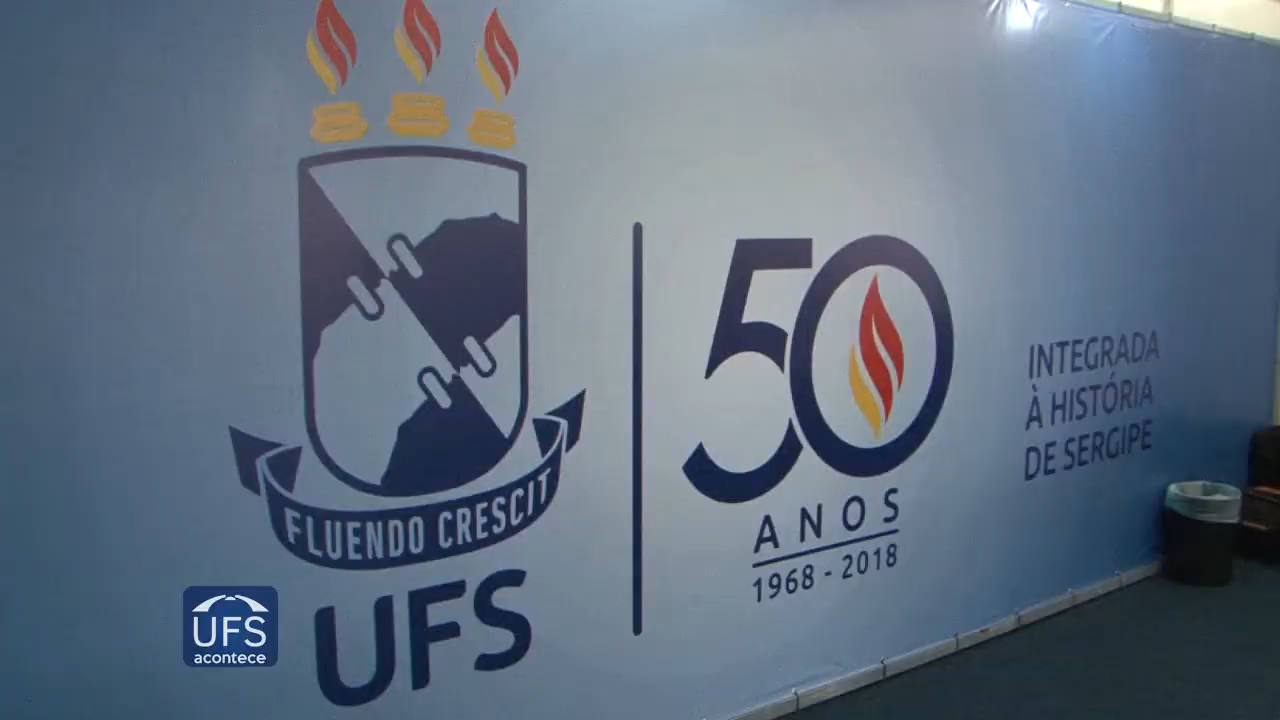 FLUENDO CRESCIT
UFS
50
ANOS
1968 - 2018
INTEGRADA
À HISTÓRIA
DE SERGIPE
UFS
acontece